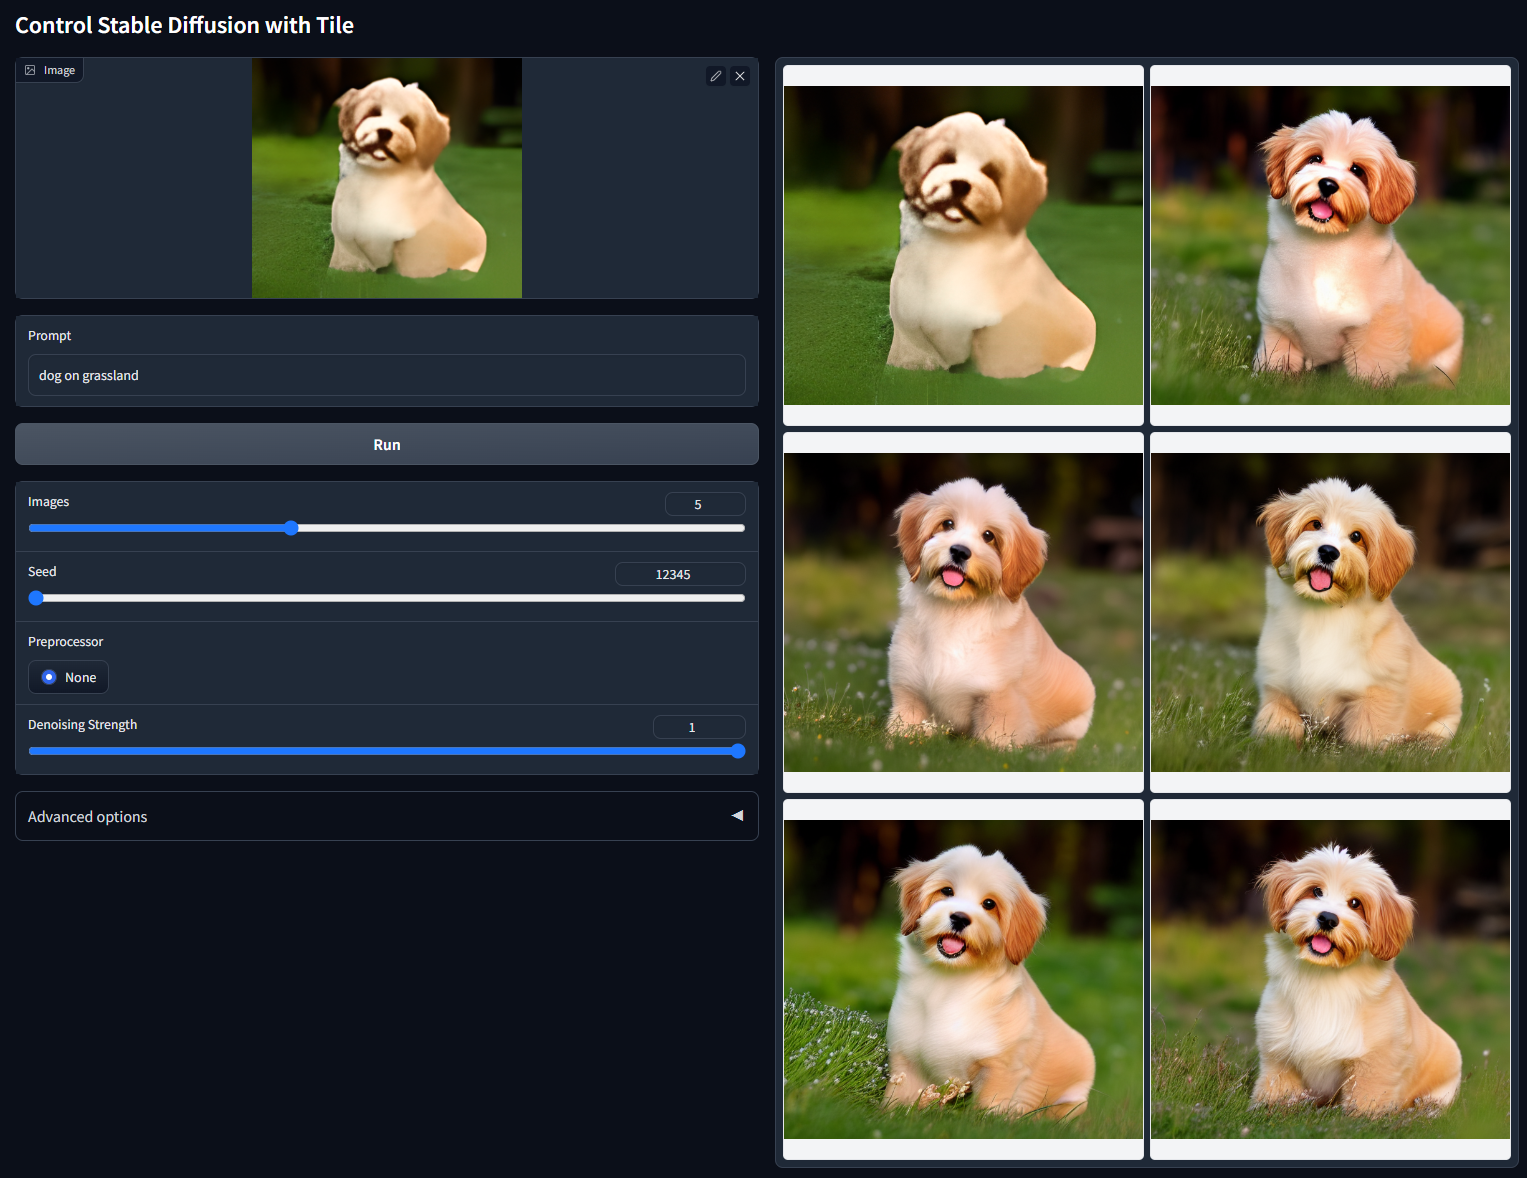 Control Stable Diffusion with Tile
Image
Prompt
dog on grassland
Run
Images
5
Seed
12345
Preprocessor
None
Denoising Strength
1
Advanced options